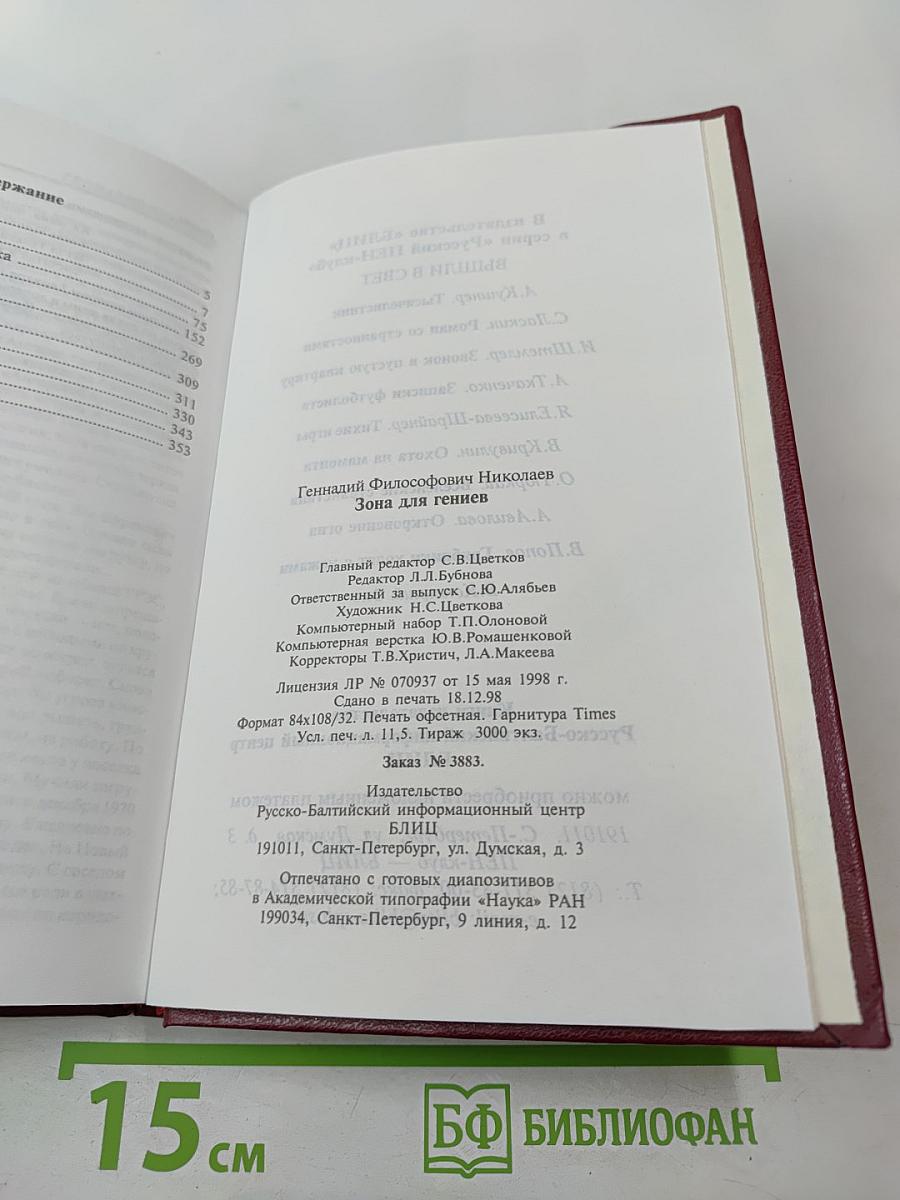 ержание
ка
5
7
75
152
269
309
311
330
343
353
Геннадий Философович Николаев
Зона для гениев
Главный редактор С.В.Цветков
Редактор Л.Л.Бубнова
Ответственный за выпуск С.Ю.Алябьев
Художник Н.С.Цветкова
Компьютерный набор Т.П.Олоновой
Компьютерная верстка Ю.В.Ромашенковой
Корректоры Т.В.Христич, Л.А.Макеева
Лицензия ЛР № 070937 от 15 мая 1998 г.
Сдано в печать 18.12.98
Формат 84х108/32. Печать офсетная. Гарнитура Times
Усл. печ. л. 11,5. Тираж 3000 экз.
Заказ № 3883.
Издательство
Русско-Балтийский информационный центр
БЛИЦ
191011, Санкт-Петербург, ул. Думская, д. 3
Отпечатано с готовых диапозитивов
в Академической типографии «Наука» РАН
199034, Санкт-Петербург, 9 линия, д. 12
15 см
БФ БИБЛИОФАН